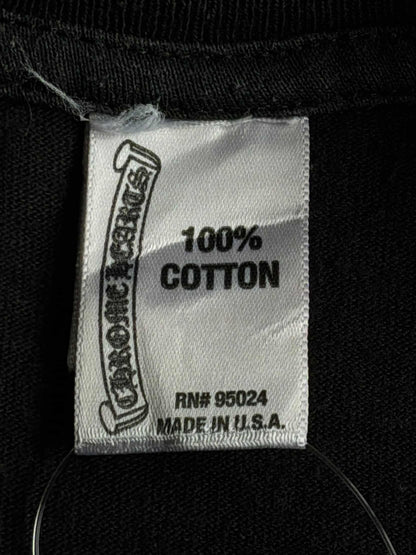 CHROME HEARTS
100%
COTTON
RN# 95024
MADE IN U.S.A.